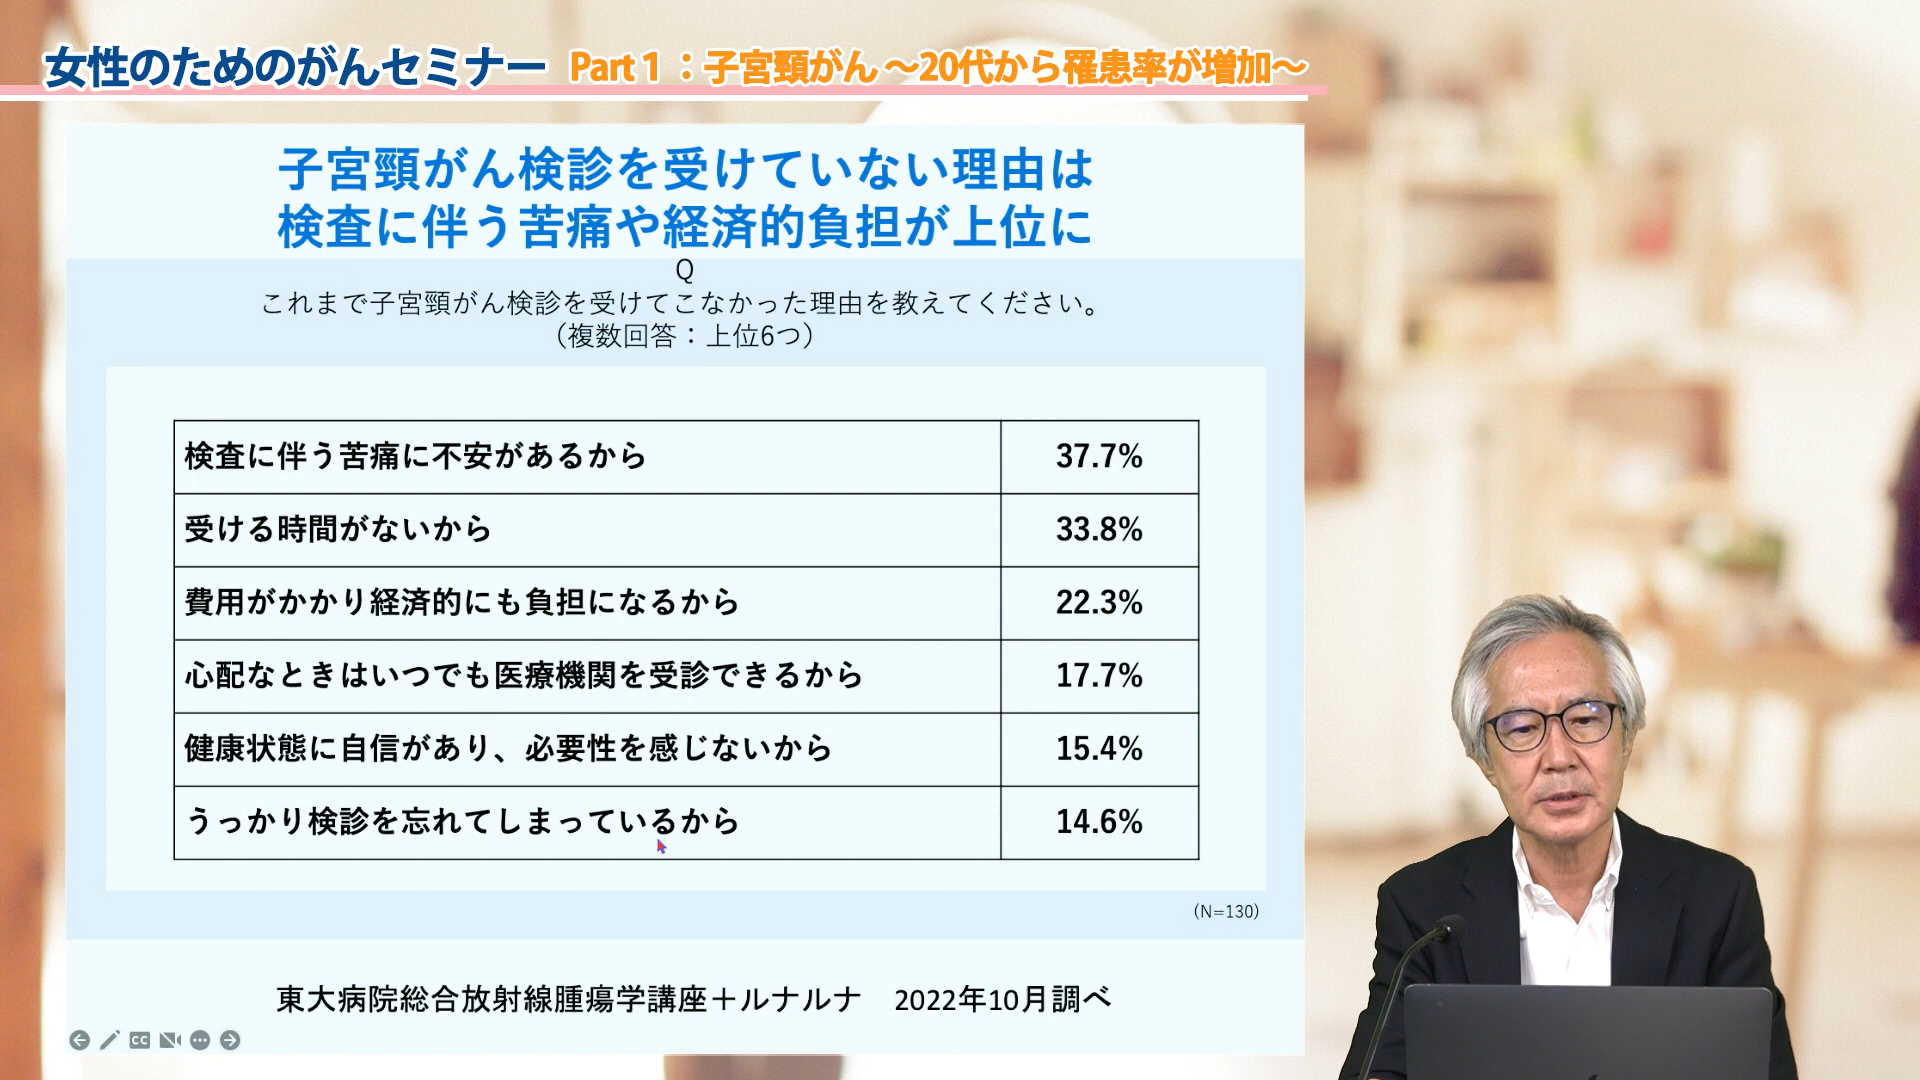 女性のためのがんセミナー Part 1：子宮頸がん ～20代から罹患率が増加～
子宮頸がん検診を受けていない理由は
検査に伴う苦痛や経済的負担が上位に
Q
これまで子宮頸がん検診を受けてこなかった理由を教えてください。
（複数回答：上位6つ）
検査に伴う苦痛に不安があるから 37.7%
受ける時間がないから 33.8%
費用がかかり経済的にも負担になるから 22.3%
心配なときはいつでも医療機関を受診できるから 17.7%
健康状態に自信があり、必要性を感じないから 15.4%
うっかり検診を忘れてしまっているから 14.6%
（N=130）
東大病院総合放射線腫瘍学講座＋ルナルナ 2022年10月調べ
CC